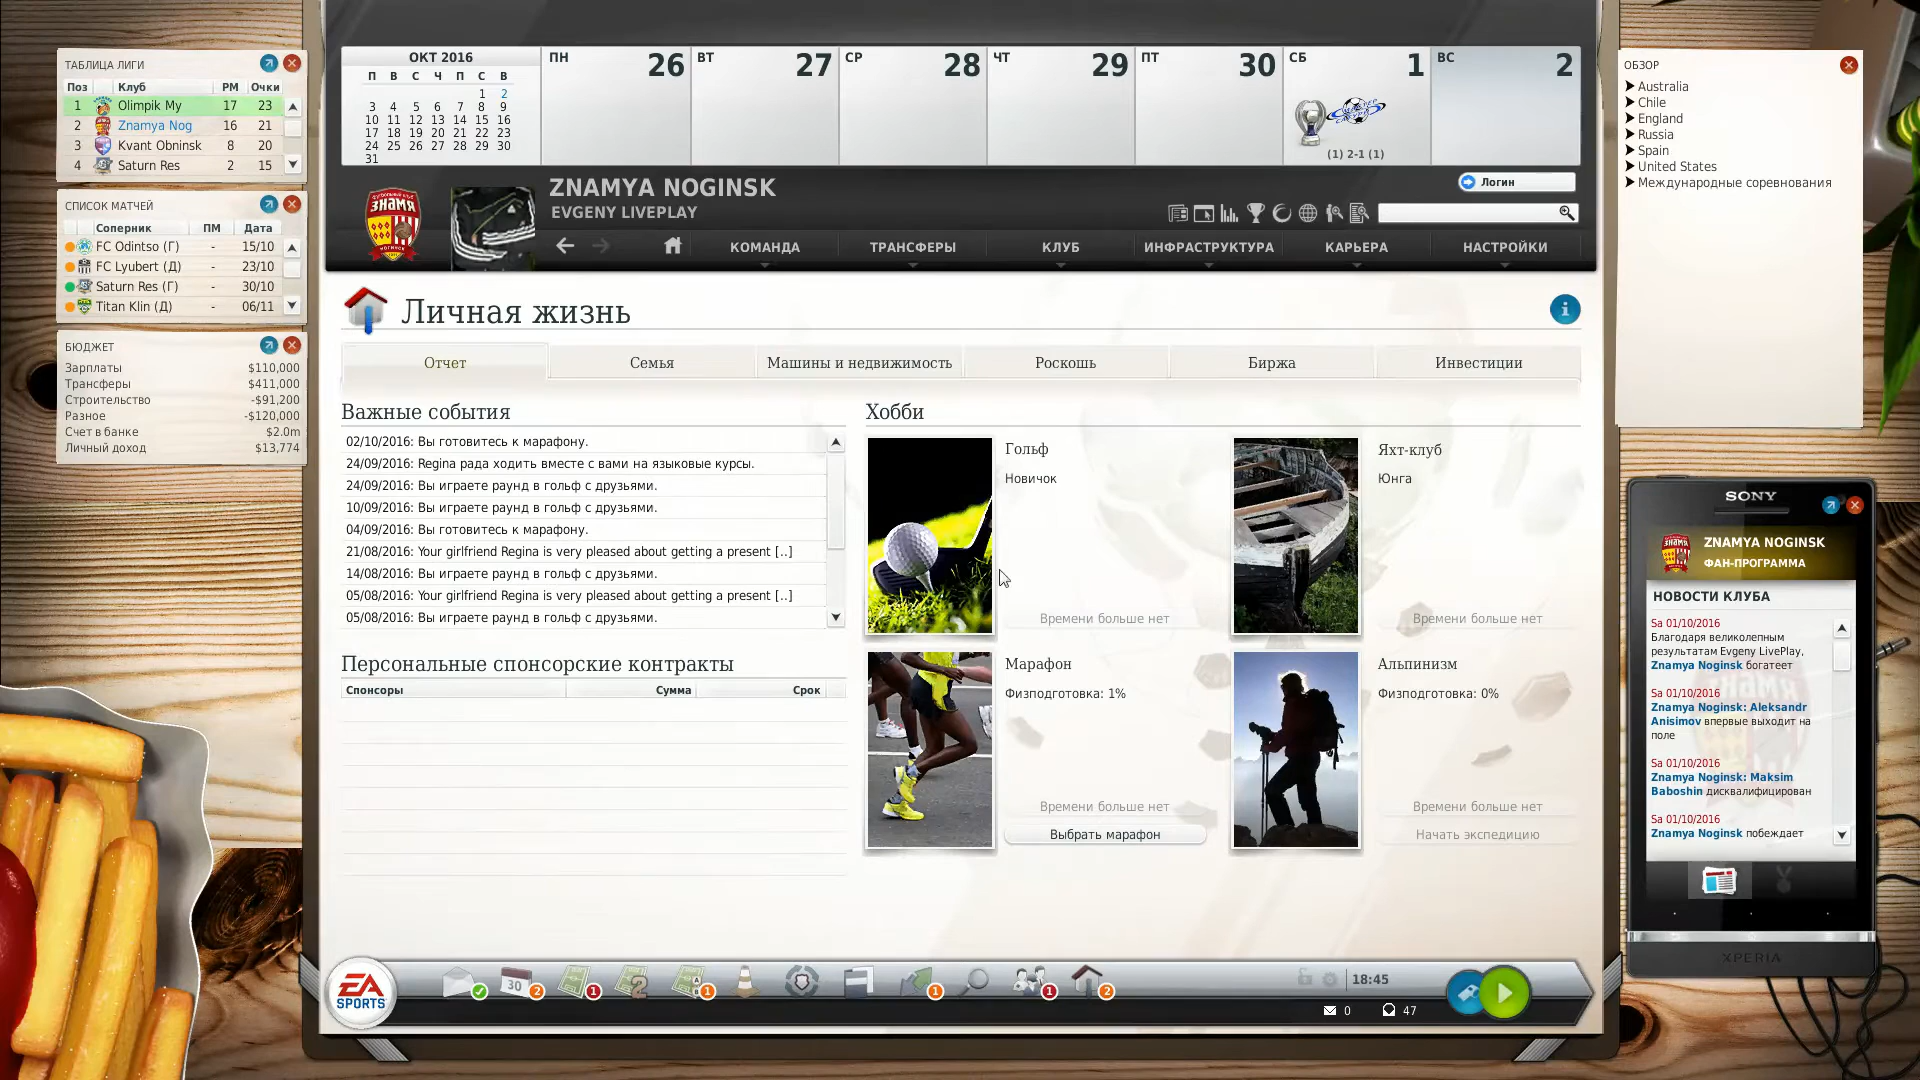 ТАБЛИЦА ЛИГИ
Поз Клуб РМ Очки
1 Olimpik My 17 23
2 Znamya Nog 16 21
3 Kvant Obninsk 8 20
4 Saturn Res 2 15
СПИСОК МАТЧЕЙ
Соперник ПМ Дата
FC Odintso (Г) - 15/10
FC Lyubert (Д) - 23/10
Saturn Res (Г) - 30/10
Titan Klin (Д) - 06/11
БЮДЖЕТ
Зарплаты $110,000
Трансферы $411,000
Строительство -$91,200
Разное -$120,000
Счет в банке $2.0m
Личный доход $13,774
ОКТ 2016
П В С Ч П С В
1 2
3 4 5 6 7 8 9
10 11 12 13 14 15 16
17 18 19 20 21 22 23
24 25 26 27 28 29 30
31
ПН 26
ВТ 27
СР 28
ЧТ 29
ПТ 30
СБ 1
(1) 2-1 (1)
ВС 2
ЗНАМЯ
НОГИНСК
ZNAMYA NOGINSK
EVGENY LIVEPLAY
Логин
КОМАНДА
ТРАНСФЕРЫ
КЛУБ
ИНФРАСТРУКТУРА
КАРЬЕРА
НАСТРОЙКИ
Личная жизнь
Отчет
Семья
Машины и недвижимость
Роскошь
Биржа
Инвестиции
Важные события
02/10/2016: Вы готовитесь к марафону.
24/09/2016: Regina рада ходить вместе с вами на языковые курсы.
24/09/2016: Вы играете раунд в гольф с друзьями.
10/09/2016: Вы играете раунд в гольф с друзьями.
04/09/2016: Вы готовитесь к марафону.
21/08/2016: Your girlfriend Regina is very pleased about getting a present [..]
14/08/2016: Вы играете раунд в гольф с друзьями.
05/08/2016: Your girlfriend Regina is very pleased about getting a present [..]
05/08/2016: Вы играете раунд в гольф с друзьями.
Персональные спонсорские контракты
Спонсоры Сумма Срок
Хобби
Гольф
Новичок
Времени больше нет
Яхт-клуб
Юнга
Времени больше нет
Марафон
Физподготовка: 1%
Времени больше нет
Выбрать марафон
Альпинизм
Физподготовка: 0%
Времени больше нет
Начать экспедицию
ОБЗОР
Australia
Chile
England
Russia
Spain
United States
Международные соревнования
SONY
ZNAMYA NOGINSK
ФАН-ПРОГРАММА
НОВОСТИ КЛУБА
Sa 01/10/2016
Благодаря великолепным
результатам Evgeny LivePlay,
Znamya Noginsk богатеет
Sa 01/10/2016
Znamya Noginsk: Aleksandr
Anisimov впервые выходит на
поле
Sa 01/10/2016
Znamya Noginsk: Maksim
Baboshin дисквалифицирован
Sa 01/10/2016
Znamya Noginsk побеждает
XPERIA
EA
SPORTS
30
2
1
2
1
1
1
2
18:45
0
47